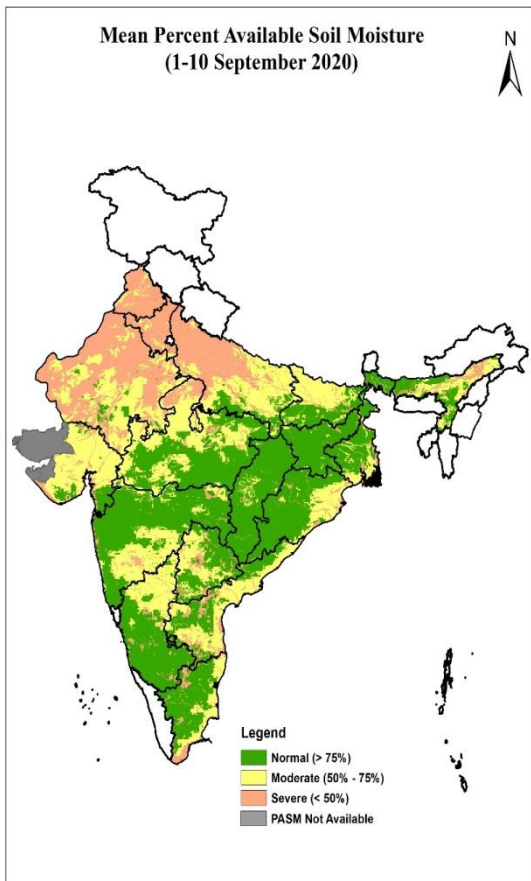 Mean Percent Available Soil Moisture
(1-10 September 2020)
N
Legend
Normal (> 75%)
Moderate (50% - 75%)
Severe (< 50%)
PASM Not Available